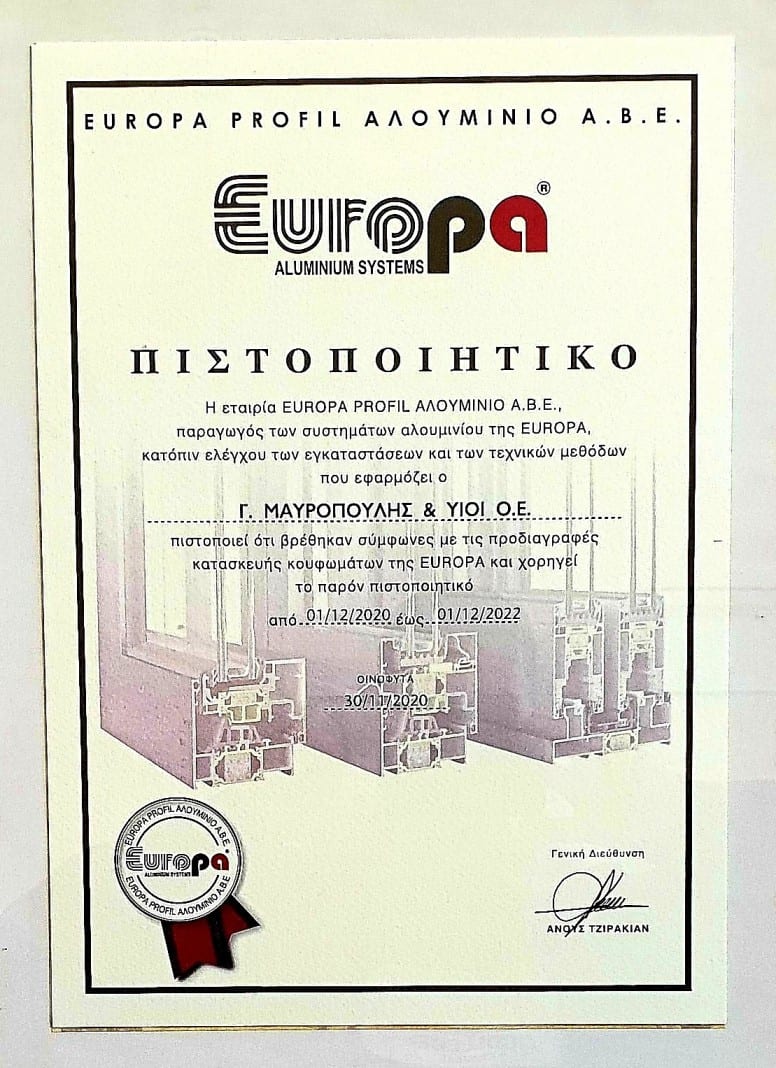 EUROPA PROFIL ΑΛΟΥΜΙΝΙΟ Α.Β.Ε.
Europa®
ALUMINIUM SYSTEMS
ΠΙΣΤΟΠΟΙΗΤΙΚΟ
Η εταιρία EUROPA PROFIL ΑΛΟΥΜΙΝΙΟ Α.Β.Ε.,
παραγωγός των συστημάτων αλουμινίου της EUROPA,
κατόπιν ελέγχου των εγκαταστάσεων και των τεχνικών μεθόδων
που εφαρμόζει ο
Γ. ΜΑΥΡΟΠΟΥΛΗΣ & ΥΙΟΙ Ο.Ε.
πιστοποιεί ότι βρέθηκαν σύμφωνες με τις προδιαγραφές
κατασκευής κουφωμάτων της EUROPA και χορηγεί
το παρόν πιστοποιητικό
από 01/12/2020 έως 01/12/2022
ΟΙΝΟΦΥΤΑ
30/11/2020
EUROPA PROFIL ΑΛΟΥΜΙΝΙΟ Α.Β.Ε.
Europa
ALUMINIUM SYSTEMS
EUROPA PROFIL ΑΛΟΥΜΙΝΙΟ Α.Β.Ε.
Γενική Διεύθυνση
ΑΝΟΥΣ ΤΖΙΡΑΚΙΑΝ